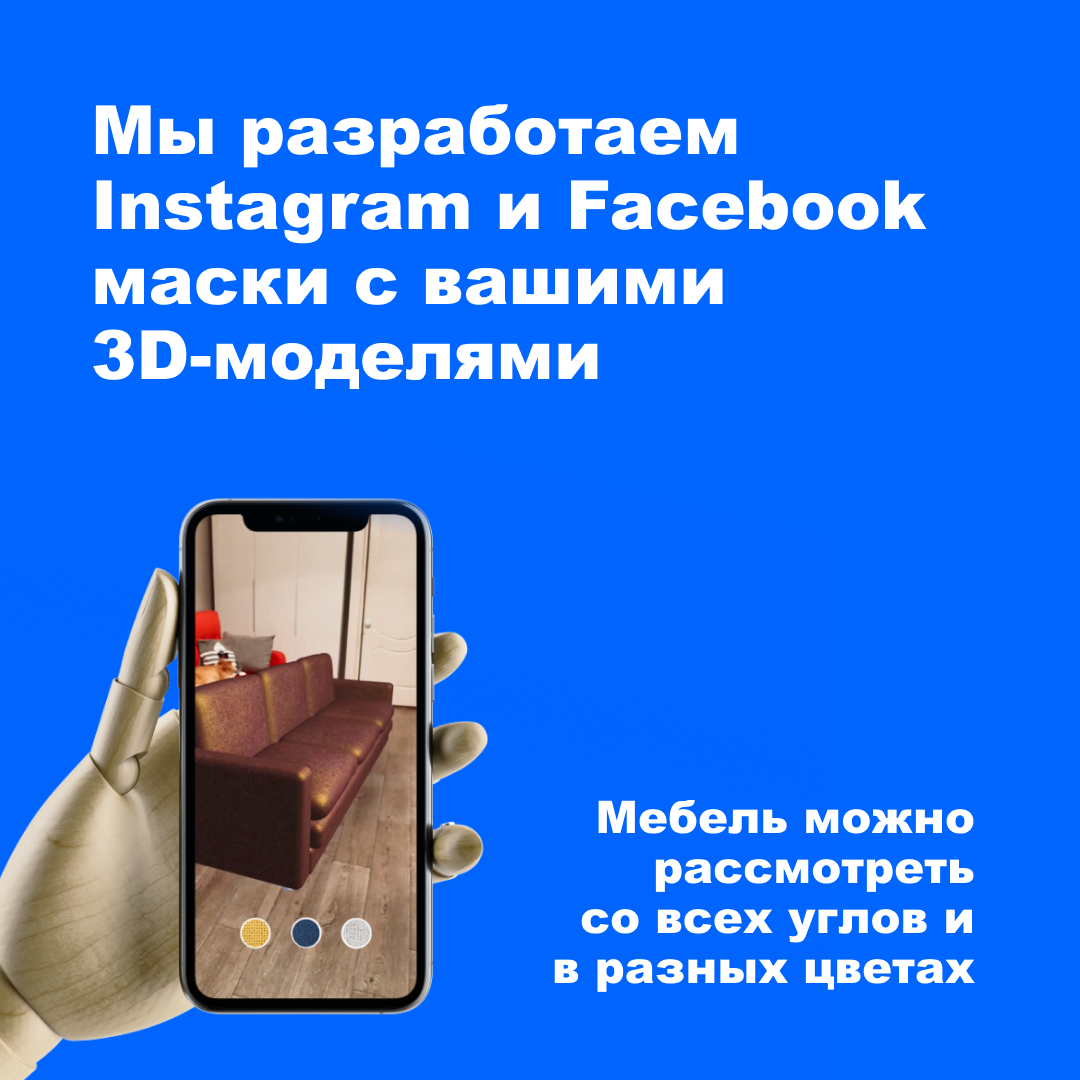 Мы разработаем
Instagram и Facebook
маски с вашими
3D-моделями
Мебель можно
рассмотреть
со всех углов и
в разных цветах